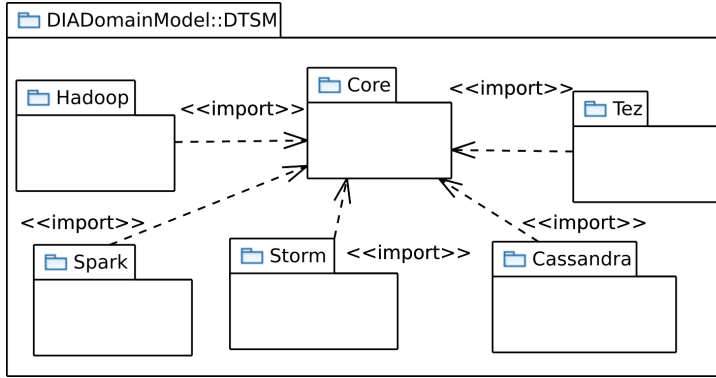 DIADomainModel::DTSM
Hadoop
<<import>>
Core
<<import>>
Tez
<<import>>
Spark
Storm
<<import>>
<<import>>
Cassandra